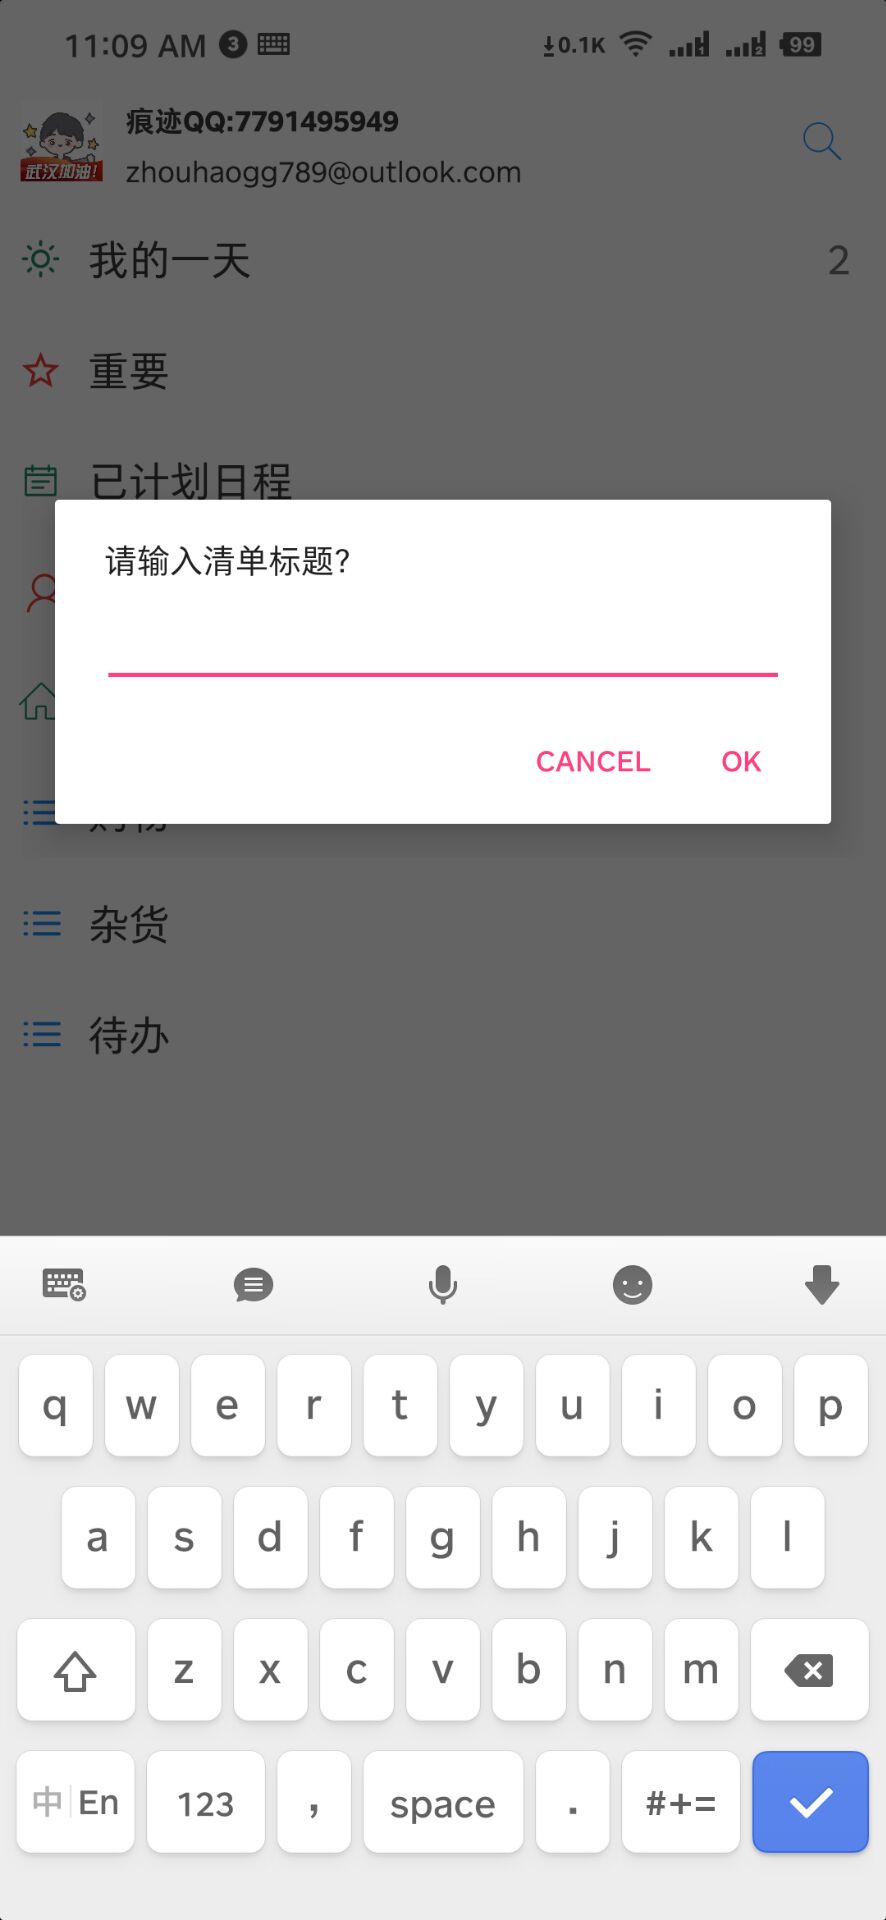 11:09 AM 3 0.1K 1 2 99
痕迹QQ:7791495949
武汉加油!
zhouhaogg789@outlook.com
我的一天 2
重要
已计划日程
请输入清单标题?
CANCEL OK
杂货
待办
q w e r t y u i o p
a s d f g h j k l
z x c v b n m
中 En 123 , space . #+=